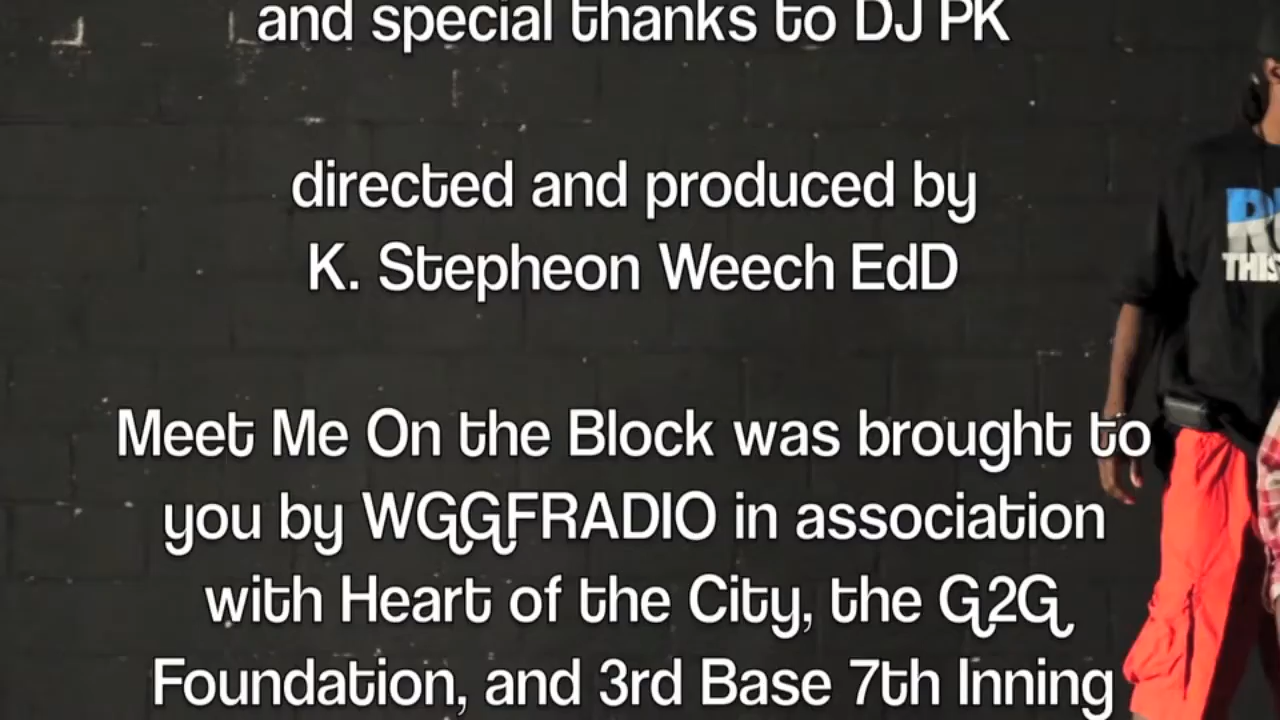 and special thanks to DJ PK
directed and produced by
K. Stepheon Weech EdD
Meet Me On the Block was brought to
you by WGGFRADIO in association
with Heart of the City, the G2G
Foundation, and 3rd Base 7th Inning